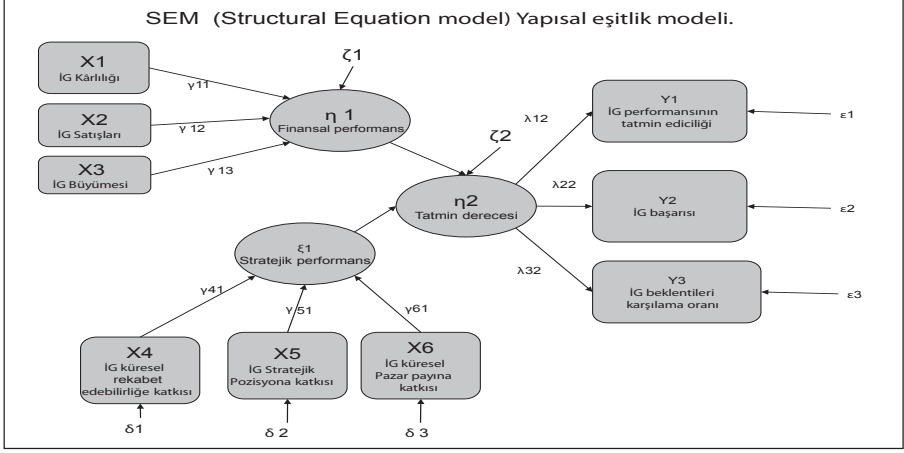 SEM (Structural Equation model) Yapısal eşitlik modeli.
X1
İG Kârlılığı
X2
İG Satışları
X3
İG Büyümesi
γ11
γ 12
γ 13
ζ1
η 1
Finansal performans
ζ2
η2
Tatmin derecesi
ξ1
Stratejik performans
λ12
λ22
λ32
Y1
İG performansının
tatmin ediciliği
ε1
Y2
İG başarısı
ε2
Y3
İG beklentileri
karşılama oranı
ε3
γ41
γ 51
γ61
X4
İG küresel
rekabet
edebilirliğe katkısı
X5
İG Stratejik
Pozisyona katkısı
X6
İG küresel
Pazar payına
katkısı
δ1
δ 2
δ 3